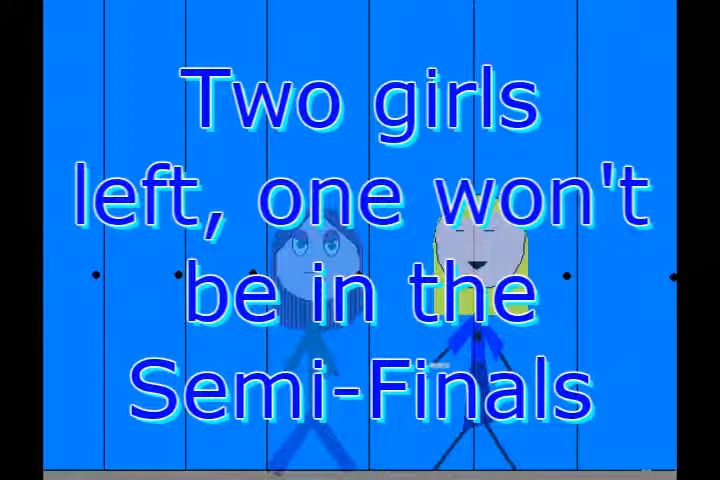 Two girls
left, one won't
be in the
Semi-Finals